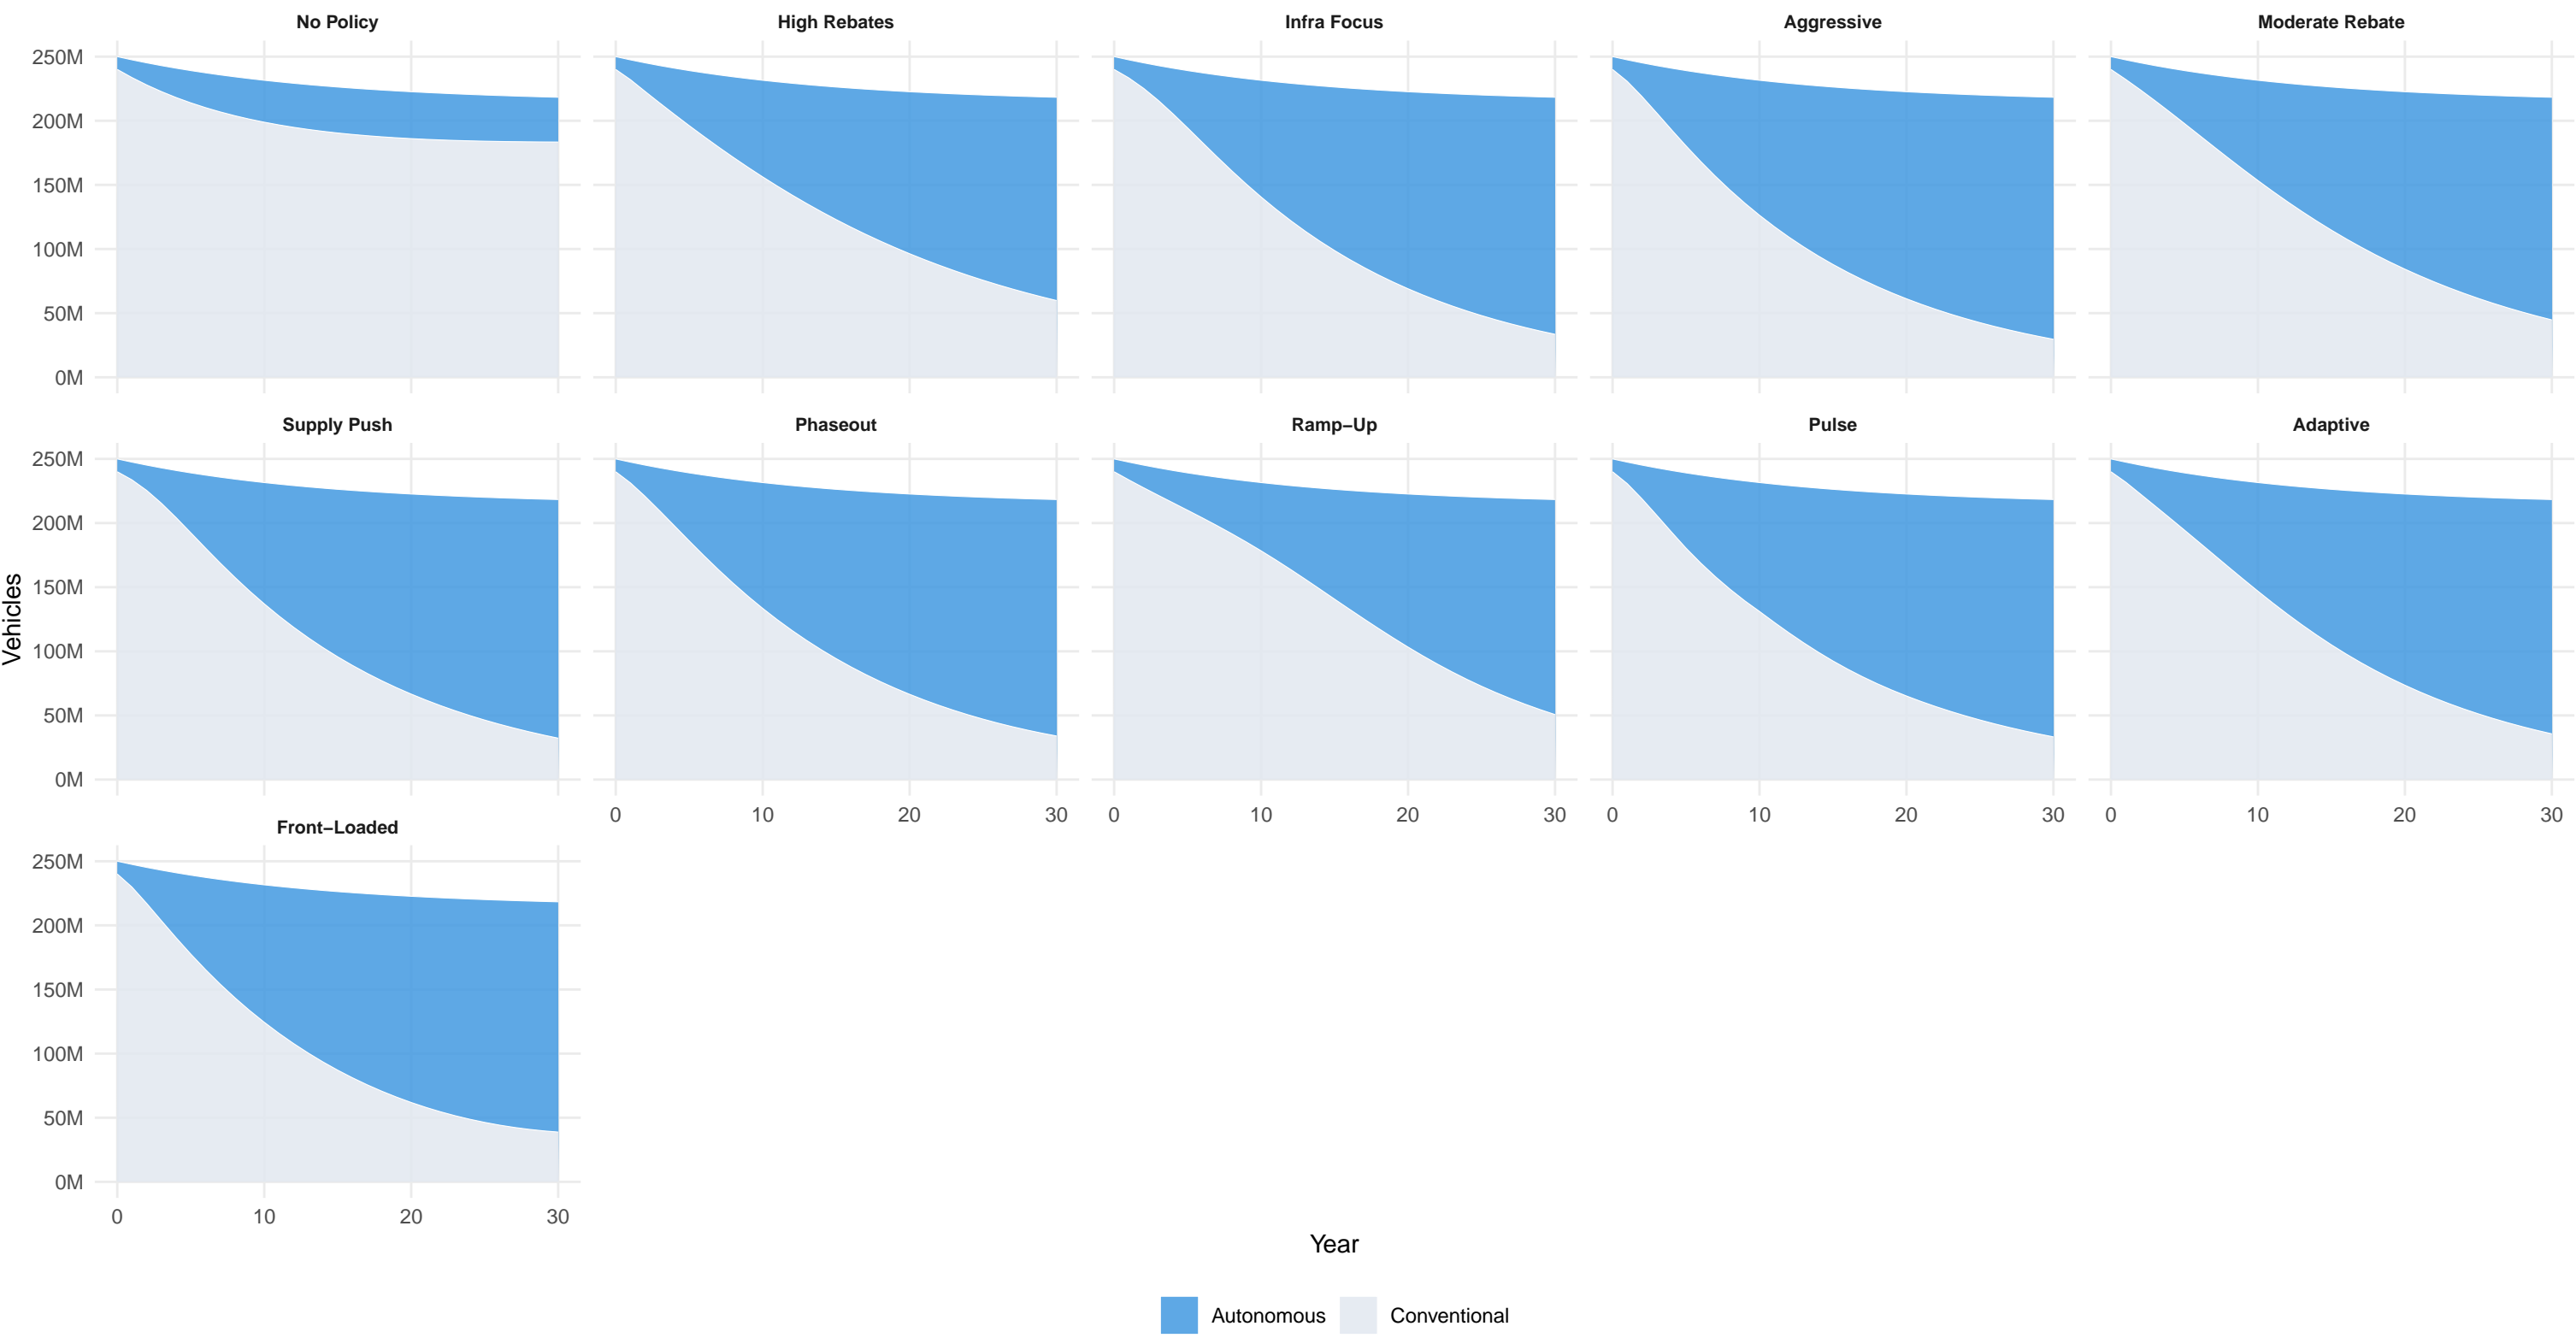 No Policy
High Rebates
Infra Focus
Aggressive
Moderate Rebate
250M
200M
150M
100M
50M
0M
Supply Push
Phaseout
Ramp−Up
Pulse
Adaptive
250M
200M
150M
100M
50M
0M
0 10 20 30
0 10 20 30
0 10 20 30
0 10 20 30
Vehicles
Front−Loaded
250M
200M
150M
100M
50M
0M
0 10 20 30
Year
Autonomous
Conventional